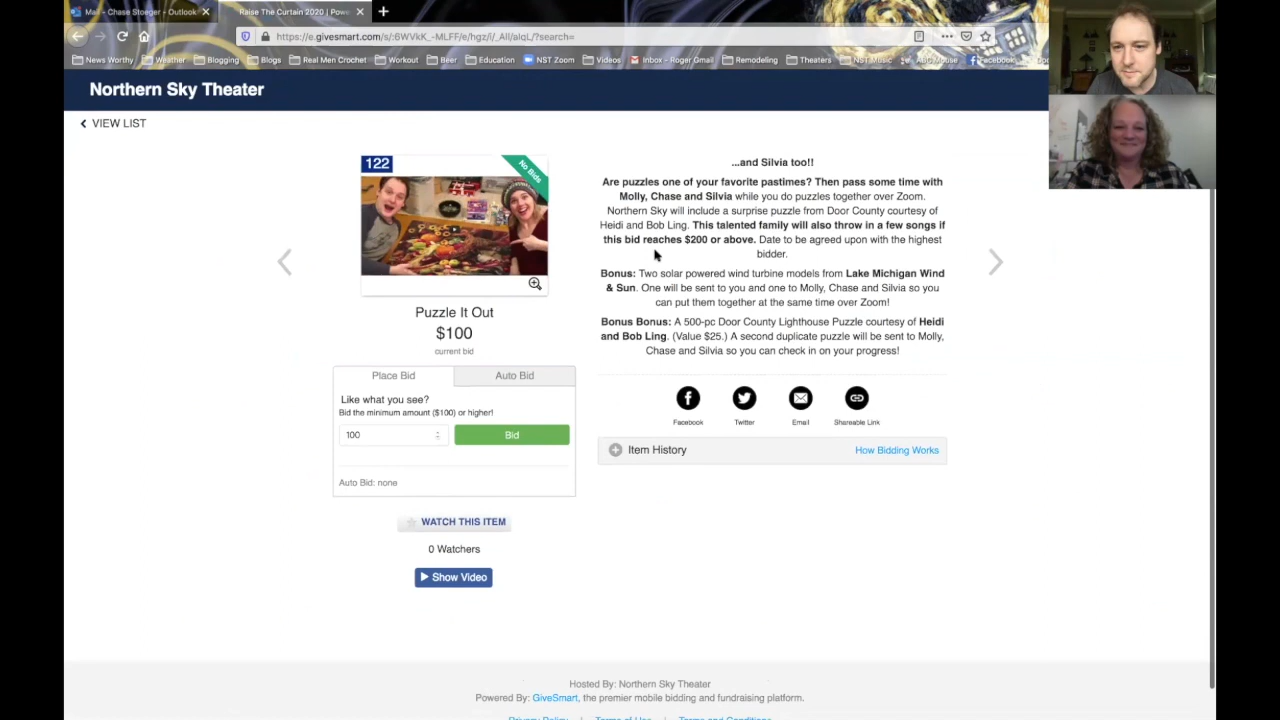 Mail - Chase Stoeger - Outlook
Raise The Curtain 2020 | Powe
https://e.givesmart.com/s/:6WVkK_-MLFF/e/hgz/i/_All/alqL/?search=
News Worthy
Weather
Blogging
Blogs
Real Men Crochet
Workout
Beer
Education
NST Zoom
Videos
Inbox - Roger Gmail
Remodeling
Theaters
NST Music
ABC Mouse
Facebook
Northern Sky Theater
VIEW LIST
122
No Bids
Puzzle It Out
$100
current bid
Place Bid
Auto Bid
Like what you see?
Bid the minimum amount ($100) or higher!
100
Bid
Auto Bid: none
WATCH THIS ITEM
0 Watchers
Show Video
...and Silvia too!!
Are puzzles one of your favorite pastimes? Then pass some time with
Molly, Chase and Silvia while you do puzzles together over Zoom.
Northern Sky will include a surprise puzzle from Door County courtesy of
Heidi and Bob Ling. This talented family will also throw in a few songs if
this bid reaches $200 or above. Date to be agreed upon with the highest
bidder.
Bonus: Two solar powered wind turbine models from Lake Michigan Wind
& Sun. One will be sent to you and one to Molly, Chase and Silvia so you
can put them together at the same time over Zoom!
Bonus Bonus: A 500-pc Door County Lighthouse Puzzle courtesy of Heidi
and Bob Ling. (Value $25.) A second duplicate puzzle will be sent to Molly,
Chase and Silvia so you can check in on your progress!
Facebook
Twitter
Email
Shareable Link
Item History
How Bidding Works
Hosted By: Northern Sky Theater
Powered By: GiveSmart, the premier mobile bidding and fundraising platform.
Privacy Policy | Terms of Use | Terms and Conditions